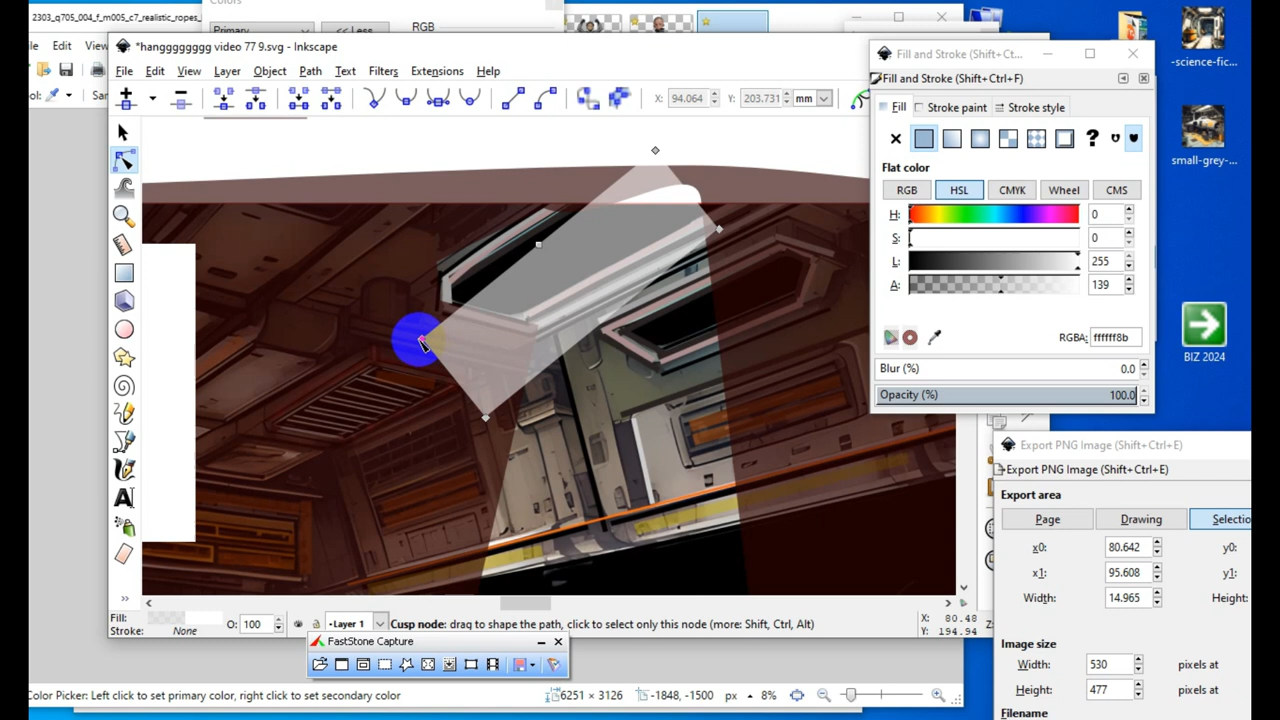 2303_q705_004_f_m005_c7_realistic_ropes_
Primary
<< Less
RGB
Edit
*hangggggggg video 77 9.svg - Inkscape
File Edit View Layer Object Path Text Filters Extensions Help
X: 94.064 Y: 203.731 mm
Fill and Stroke (Shift+Ct...
Fill and Stroke (Shift+Ctrl+F)
Fill Stroke paint Stroke style
Flat color
RGB HSL CMYK Wheel CMS
H: 0
S: 0
L: 255
A: 139
RGBA: ffffff8b
Blur (%) 0.0
Opacity (%) 100.0
-science-fic...
small-grey-...
BIZ 2024
Export PNG Image (Shift+Ctrl+E)
Export PNG Image (Shift+Ctrl+E)
Export area
Page Drawing Selectio
x0: 80.642 y0:
x1: 95.608 y1:
Width: 14.965 Height:
Image size
Width: 530 pixels at
Height: 477 pixels at
Filename
Fill:
Stroke: None
O: 100
Layer 1
Cusp node: drag to shape the path, click to select only this node (more: Shift, Ctrl, Alt)
X: 80.48
Y: 194.94
FastStone Capture
Color Picker: Left click to set primary color, right click to set secondary color
6251 × 3126
-1848, -1500
px
8%